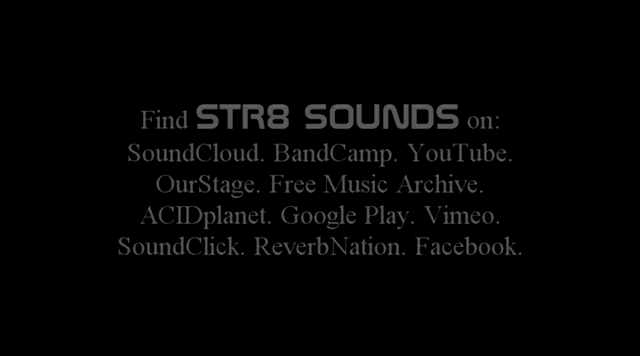 Find STR8 SOUNDS on:
SoundCloud. BandCamp. YouTube.
OurStage. Free Music Archive.
ACIDplanet. Google Play. Vimeo.
SoundClick. ReverbNation. Facebook.